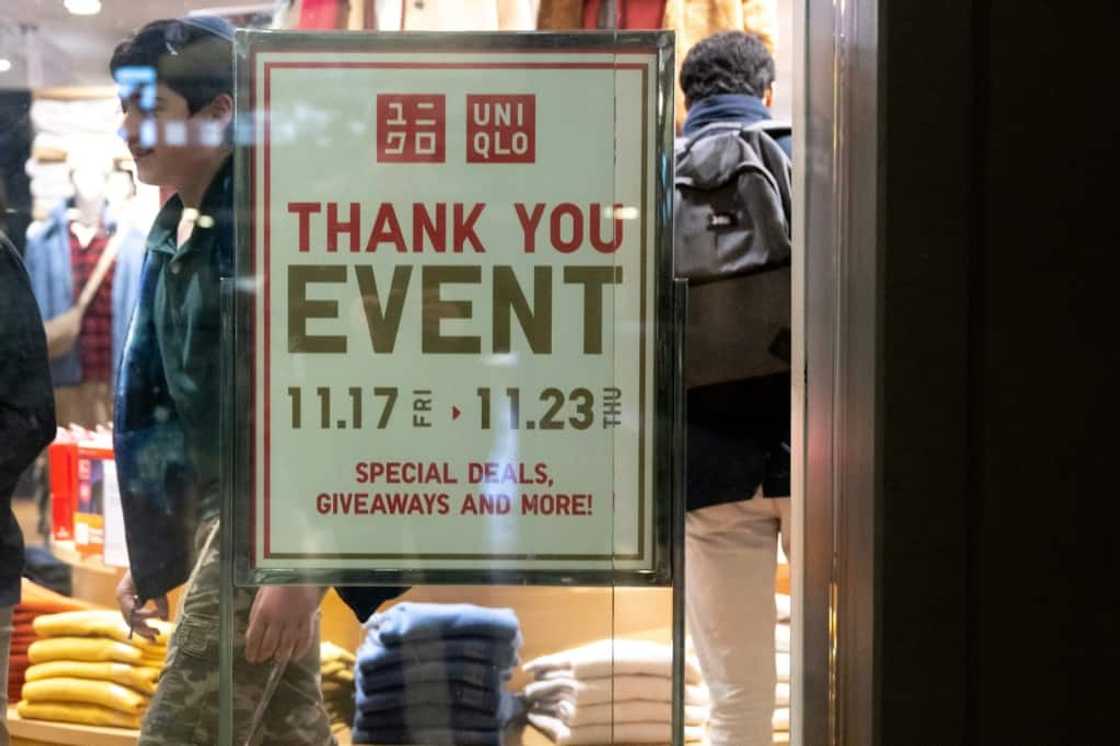 ユニ
クロ
UNI
QLO
THANK YOU
EVENT
11.17 FRI ▸ 11.23 THU
SPECIAL DEALS,
GIVEAWAYS AND MORE!